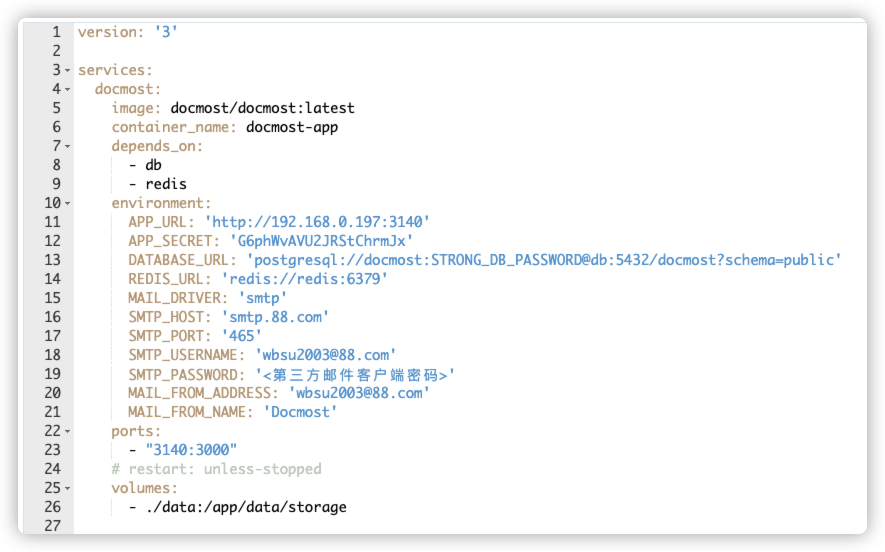 1 version: '3'
2
3 services:
4   docmost:
5     image: docmost/docmost:latest
6     container_name: docmost-app
7     depends_on:
8       - db
9       - redis
10     environment:
11       APP_URL: 'http://192.168.0.197:3140'
12       APP_SECRET: 'G6phWvAVU2JRStChrmJx'
13       DATABASE_URL: 'postgresql://docmost:STRONG_DB_PASSWORD@db:5432/docmost?schema=public'
14       REDIS_URL: 'redis://redis:6379'
15       MAIL_DRIVER: 'smtp'
16       SMTP_HOST: 'smtp.88.com'
17       SMTP_PORT: '465'
18       SMTP_USERNAME: 'wbsu2003@88.com'
19       SMTP_PASSWORD: '<第三方邮件客户端密码>'
20       MAIL_FROM_ADDRESS: 'wbsu2003@88.com'
21       MAIL_FROM_NAME: 'Docmost'
22     ports:
23       - "3140:3000"
24     # restart: unless-stopped
25     volumes:
26       - ./data:/app/data/storage
27